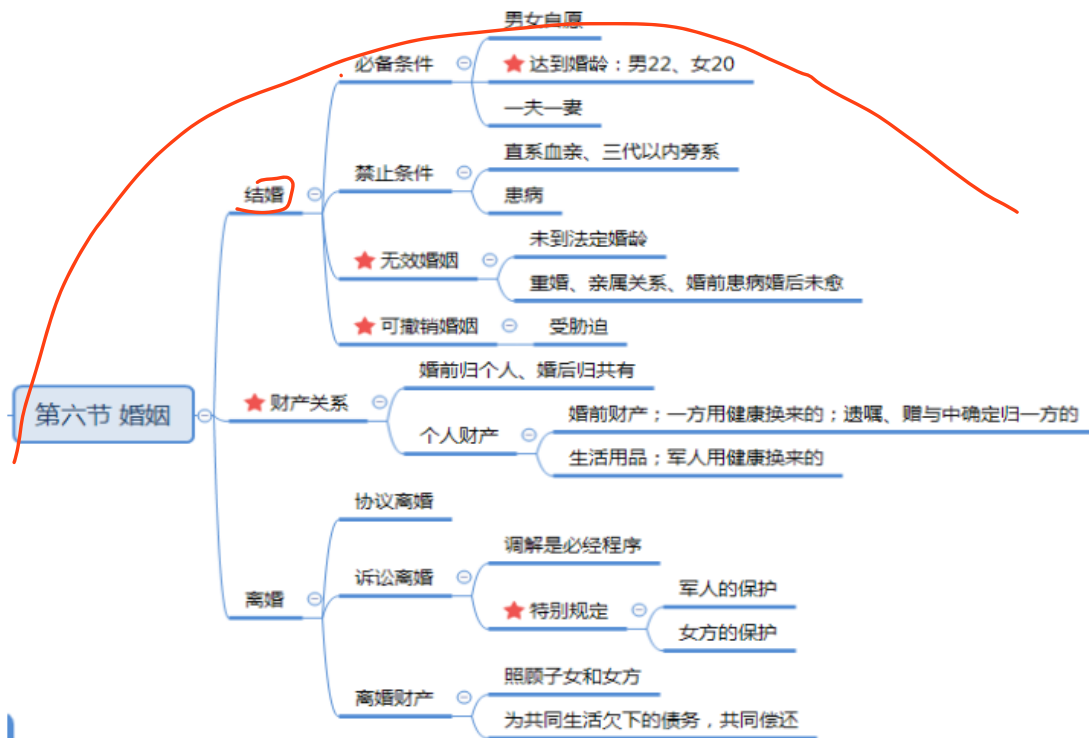 第六节 婚姻
结婚
必备条件
男女自愿
达到婚龄：男22、女20
一夫一妻
禁止条件
直系血亲、三代以内旁系
患病
无效婚姻
未到法定婚龄
重婚、亲属关系、婚前患病婚后未愈
可撤销婚姻
受胁迫
财产关系
婚前归个人、婚后归共有
个人财产
婚前财产；一方用健康换来的；遗嘱、赠与中确定归一方的
生活用品；军人用健康换来的
离婚
协议离婚
诉讼离婚
调解是必经程序
特别规定
军人的保护
女方的保护
离婚财产
照顾子女和女方
为共同生活欠下的债务，共同偿还